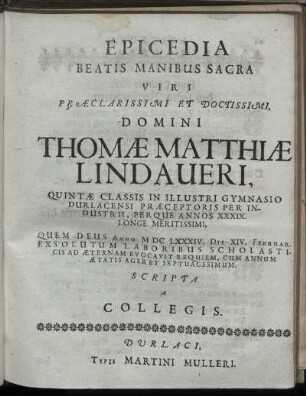 EPICEDIA
BEATIS MANIBUS SACRA
VIRI
PRÆCLARISSIMI ET DOCTISSIMI,
DOMINI
THOMÆ MATTHIÆ
LINDAUERI,
QUINTÆ CLASSIS IN ILLUSTRI GYMNASIO
DURLACENSI PRÆCEPTORIS PER IN-
DUSTRII, PERQUE ANNOS XXXIX.
LONGE MERITISSIMI,
QUEM DEUS ANNO MDCLXXXIV. DIE XIV. FEBRUAR.
EXSOLUTUM LABORIBUS SCHOLASTI-
CIS AD ÆTERNAM EVOCAVIT REQUIEM, CUM ANNUM
ÆTATIS AGERET SEPTUAGESIMUM.
SCRIPTA
A
COLLEGIS.
DURLACI,
TYPIS MARTINI MULLERI.